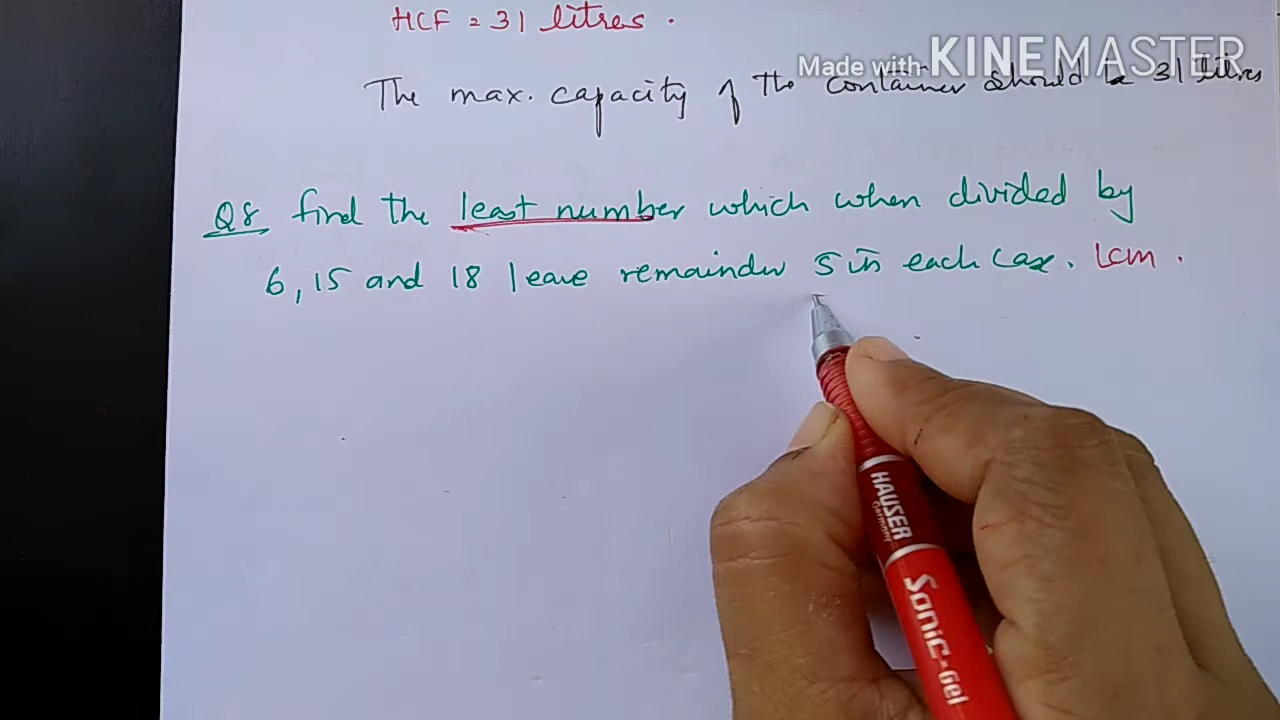 HCF = 31 litres.
Made with KINEMASTER
The max. capacity of the container should be 31 litres
Q8 find the least number which when divided by
6, 15 and 18 leave remainder 5 in each case. LCM.
HAUSER
Germany
Sonic-Gel